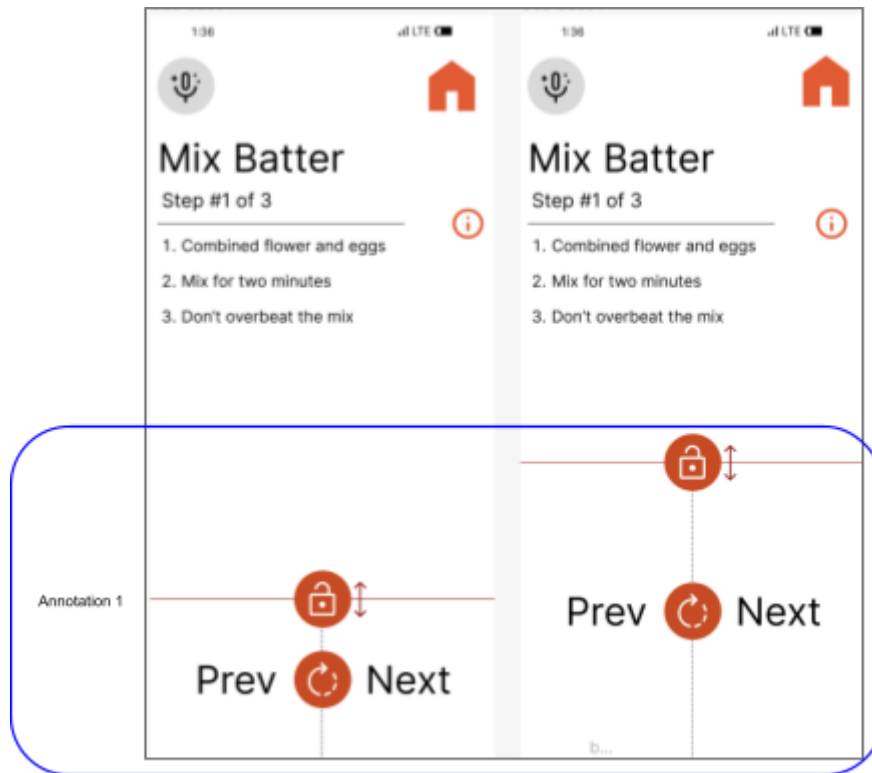 1:36 LTE
Mix Batter
Step #1 of 3
1. Combined flower and eggs
2. Mix for two minutes
3. Don't overbeat the mix
Prev Next
1:36 LTE
Mix Batter
Step #1 of 3
1. Combined flower and eggs
2. Mix for two minutes
3. Don't overbeat the mix
Prev Next
b...
Annotation 1